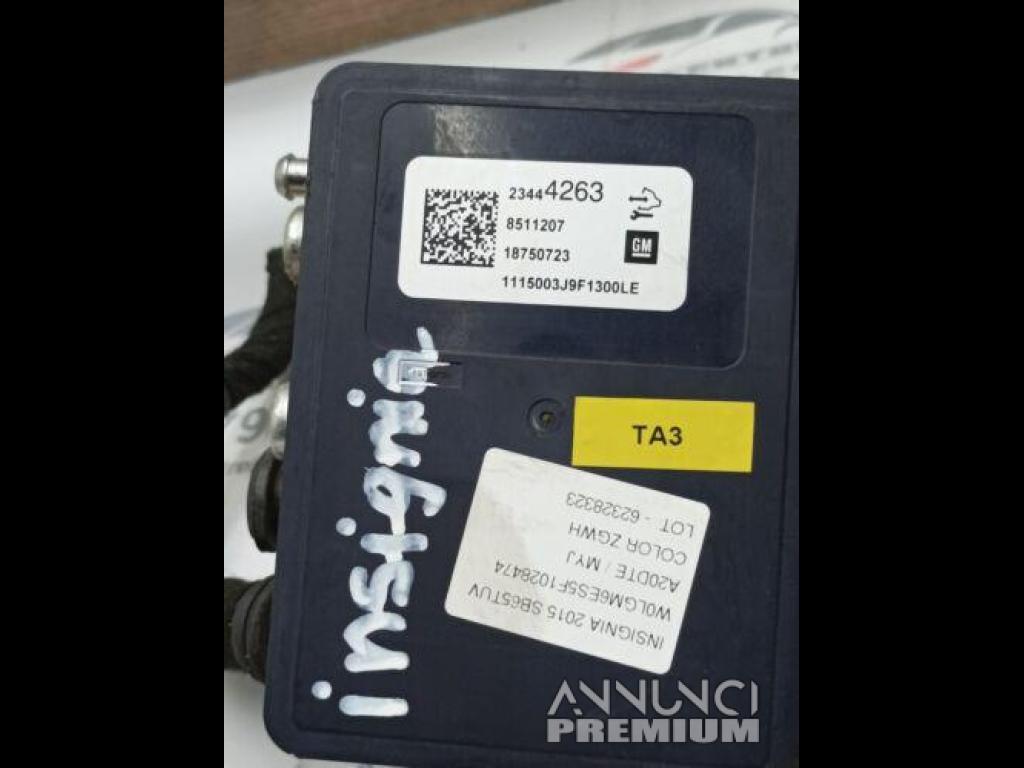 23444263
8511207
18750723
GM
1115003J9F1300LE
insignia
TA3
INSIGNIA 2015 SB65TUV
W0LGM6ES5F1028474
A20DTE / MYJ
COLOR ZGWH
LOT - 62328323
ANNUNCI
PREMIUM